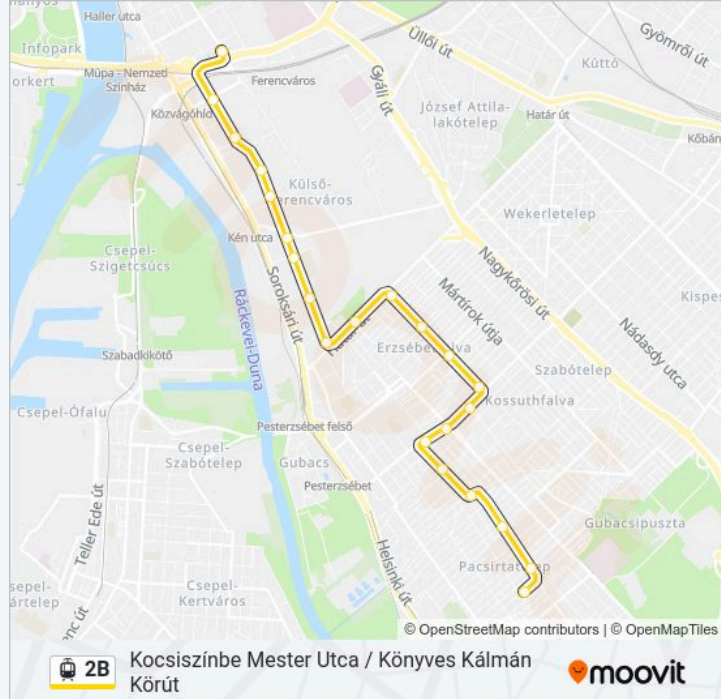 Haller utca
Infopark
Üllői út
Gyömrői út
Müpa - Nemzeti
Színház
Ferencváros
Kúttó
Gyáli út
Közvágóhíd
József Attila-
lakótelep
Határ út
Külső-
Ferencváros
Wekerletelep
Kén utca
Csepel-
Szigetcsúcs
Soroksári út
Ráckevei-Duna
Mártírok útja
Nagykőrösi út
Kispes
Nádasdy utca
Szabadkikötő
Erzsébetfalva
Szabótelep
Csepel-Ófalu
Kossuthfalva
Pesterzsébet felső
Csepel-
Szabótelep
Gubacs
Pesterzsébet
Teller Ede út
Helsinki út
Gubacsipuszta
Pacsirtatelep
Csepel-
Kertváros
© OpenStreetMap contributors | © OpenMapTiles
2B
Kocsiszínbe Mester Utca / Könyves Kálmán
Körút
moovit